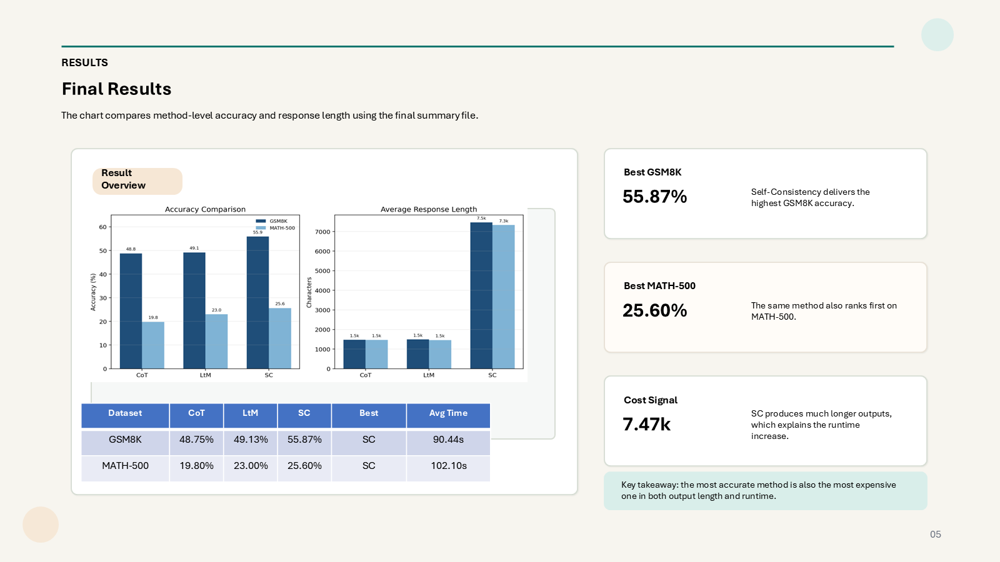 RESULTS
Final Results
The chart compares method-level accuracy and response length using the final summary file.
Result
Overview
Accuracy Comparison
GSM8K
MATH-500
60
50
40
30
20
10
0
Accuracy (%)
48.8
19.8
49.1
23.0
55.9
25.6
CoT
LtM
SC
Average Response Length
7000
6000
5000
4000
3000
2000
1000
0
Characters
1.5k
1.5k
1.5k
1.5k
7.5k
7.3k
CoT
LtM
SC
Dataset CoT LtM SC Best Avg Time
GSM8K 48.75% 49.13% 55.87% SC 90.44s
MATH-500 19.80% 23.00% 25.60% SC 102.10s
Best GSM8K
55.87%
Self-Consistency delivers the
highest GSM8K accuracy.
Best MATH-500
25.60%
The same method also ranks first on
MATH-500.
Cost Signal
7.47k
SC produces much longer outputs,
which explains the runtime
increase.
Key takeaway: the most accurate method is also the most expensive
one in both output length and runtime.
05